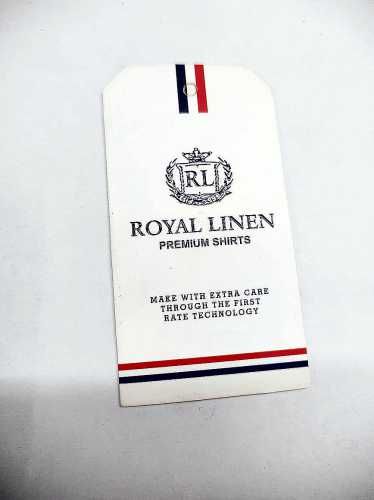 RL
ROYAL LINEN
PREMIUM SHIRTS
MAKE WITH EXTRA CARE
THROUGH THE FIRST
RATE TECHNOLOGY